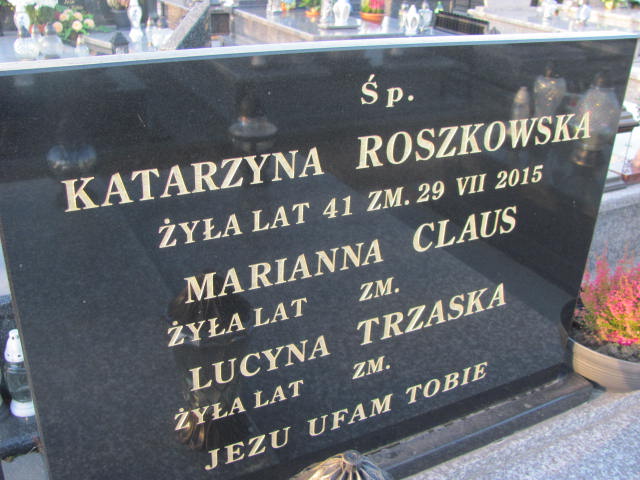 Śp.
KATARZYNA ROSZKOWSKA
ŻYŁA LAT 41 ZM. 29 VII 2015
MARIANNA CLAUS
ŻYŁA LAT ZM.
LUCYNA TRZASKA
ŻYŁA LAT ZM.
JEZU UFAM TOBIE